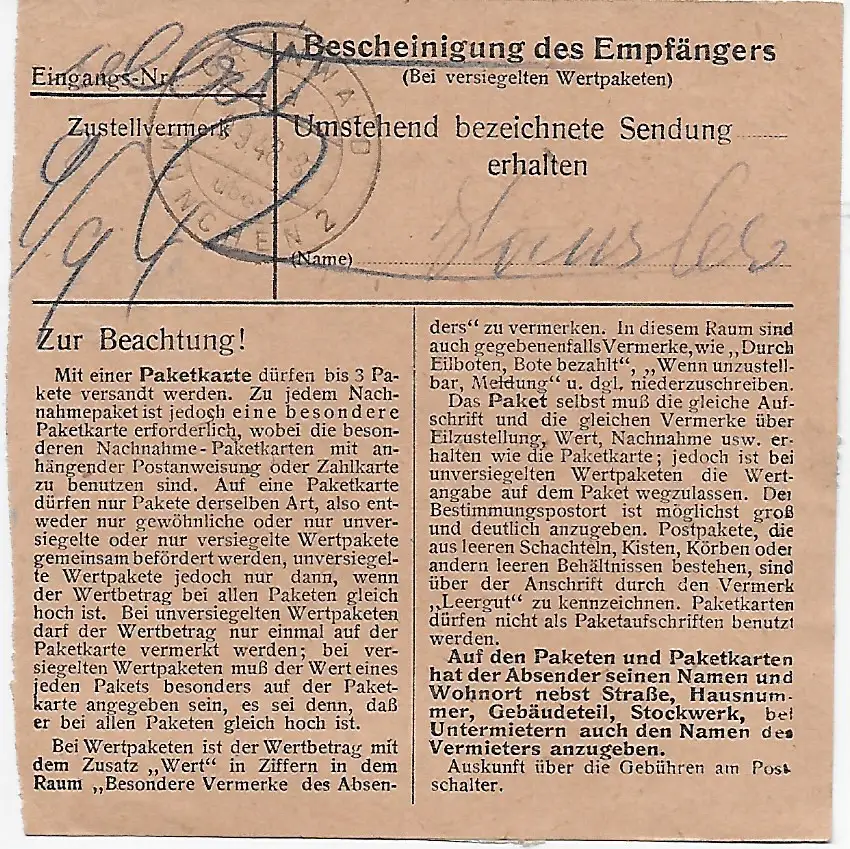 Bescheinigung des Empfängers
Eingangs-Nr.
(Bei versiegelten Wertpaketen)
Zustellvermerk
Umstehend bezeichnete Sendung
erhalten
über
MÜNCHEN 2
(Name)
Zur Beachtung!
Mit einer Paketkarte dürfen bis 3 Pa-
kete versandt werden. Zu jedem Nach-
nahmepaket ist jedoch eine besondere
Paketkarte erforderlich, wobei die beson-
deren Nachnahme-Paketkarten mit an-
hängender Postanweisung oder Zahlkarte
zu benutzen sind. Auf eine Paketkarte
dürfen nur Pakete derselben Art, also ent-
weder nur gewöhnliche oder nur unver-
siegelte oder nur versiegelte Wertpakete
gemeinsam befördert werden, unversiegel-
te Wertpakete jedoch nur dann, wenn
der Wertbetrag bei allen Paketen gleich
hoch ist. Bei unversiegelten Wertpaketen
darf der Wertbetrag nur einmal auf der
Paketkarte vermerkt werden; bei ver-
siegelten Wertpaketen muß der Wert eines
jeden Pakets besonders auf der Paket-
karte angegeben sein, es sei denn, daß
er bei allen Paketen gleich hoch ist.
Bei Wertpaketen ist der Wertbetrag mit
dem Zusatz „Wert“ in Ziffern in dem
Raum „Besondere Vermerke des Absen-
ders“ zu vermerken. In diesem Raum sind
auch gegebenenfalls Vermerke, wie „Durch
Eilboten, Bote bezahlt“, „Wenn unzustell-
bar, Meldung“ u. dgl. niederzuschreiben.
Das Paket selbst muß die gleiche Auf-
schrift und die gleichen Vermerke über
Eilzustellung, Wert, Nachnahme usw. er-
halten wie die Paketkarte; jedoch ist bei
unversiegelten Wertpaketen die Wert-
angabe auf dem Paket wegzulassen. Der
Bestimmungspostort ist möglichst groß
und deutlich anzugeben. Postpakete, die
aus leeren Schachteln, Kisten, Körben oder
andern leeren Behältnissen bestehen, sind
über der Anschrift durch den Vermerk
„Leergut“ zu kennzeichnen. Paketkarten
dürfen nicht als Paketaufschriften benutzt
werden.
Auf den Paketen und Paketkarten
hat der Absender seinen Namen und
Wohnort nebst Straße, Hausnum-
mer, Gebäudeteil, Stockwerk, bei
Untermietern auch den Namen des
Vermieters anzugeben.
Auskunft über die Gebühren am Post-
schalter.